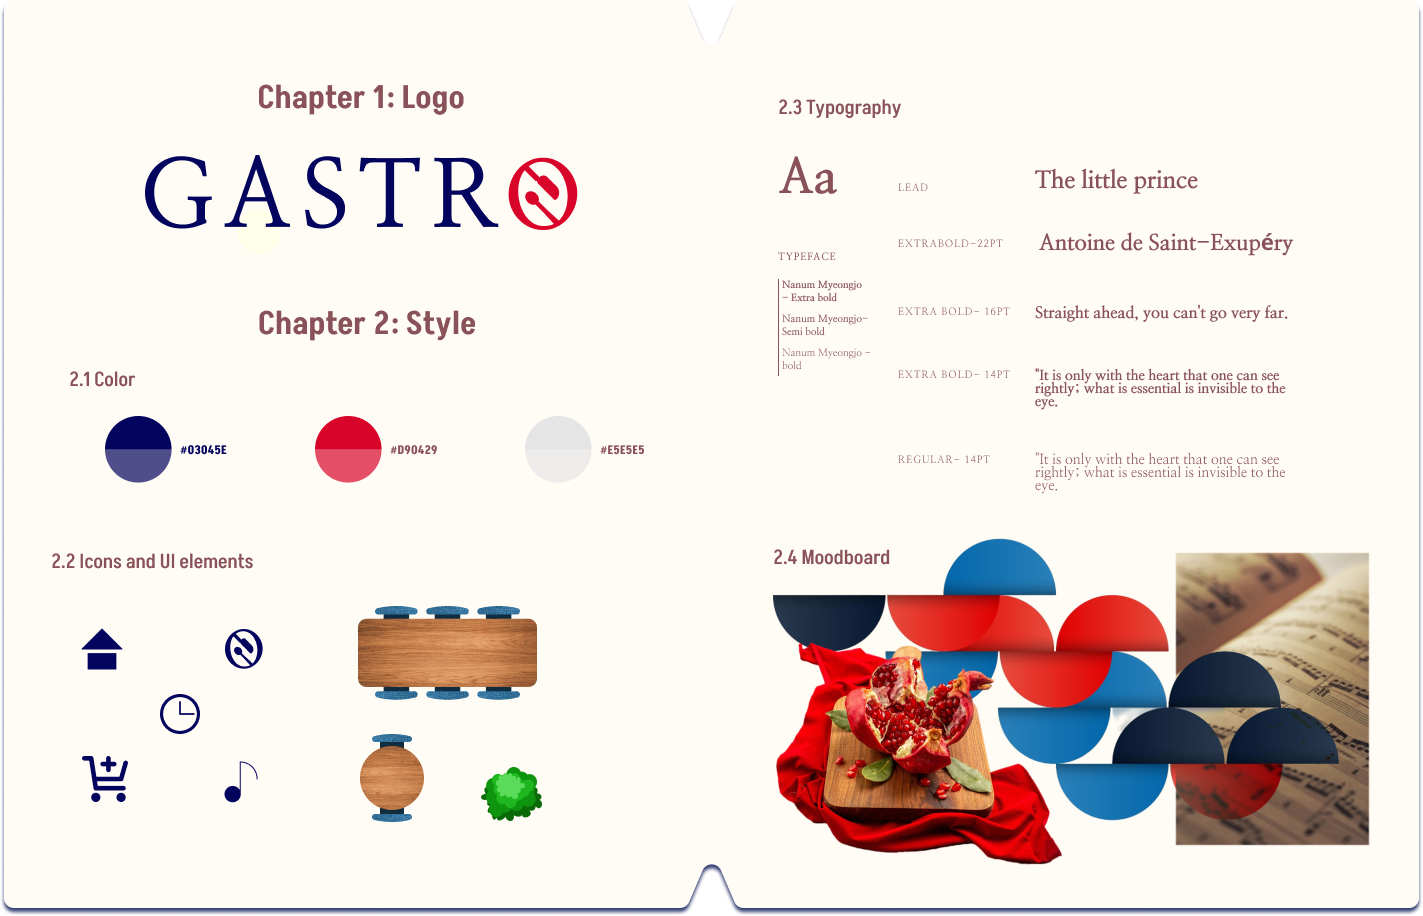 Chapter 1: Logo
GASTRO
Chapter 2: Style
2.1 Color
#03045E
#D90429
#E5E5E5
2.2 Icons and UI elements
2.3 Typography
Aa
TYPEFACE
Nanum Myeongjo
- Extra bold
Nanum Myeongjo-
Semi bold
Nanum Myeongjo -
bold
LEAD
The little prince
EXTRABOLD-22PT
Antoine de Saint-Exupéry
EXTRA BOLD- 16PT
Straight ahead, you can't go very far.
EXTRA BOLD- 14PT
"It is only with the heart that one can see
rightly; what is essential is invisible to the
eye.
REGULAR- 14PT
"It is only with the heart that one can see
rightly; what is essential is invisible to the
eye.
2.4 Moodboard